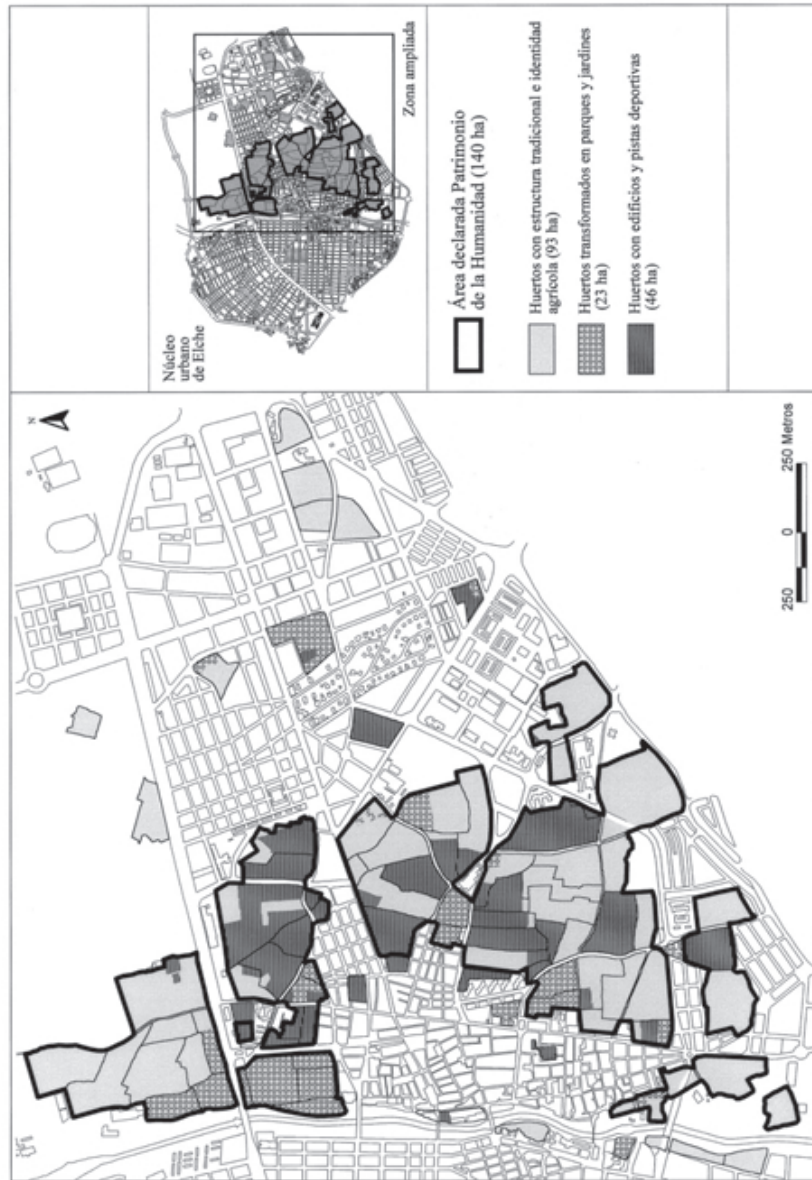 Núcleo
urbano
de Elche
Zona ampliada
Área declarada Patrimonio
de la Humanidad (140 ha)
Huertos con estructura tradicional e identidad
agrícola (93 ha)
Huertos transformados en parques y jardines
(23 ha)
Huertos con edificios y pistas deportivas
(46 ha)
N
250 0 250 Metros